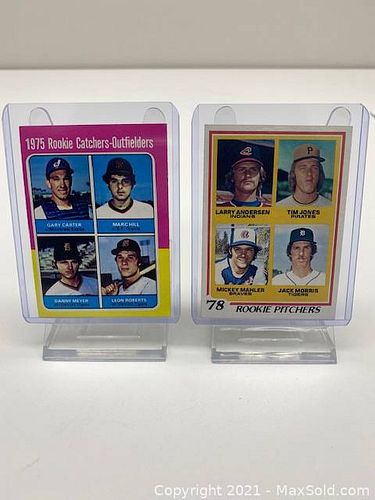 1975 Rookie Catchers-Outfielders
GARY CARTER
MARC HILL
DANNY MEYER
LEON ROBERTS
LARRY ANDERSEN
INDIANS
TIM JONES
PIRATES
MICKEY MAHLER
BRAVES
JACK MORRIS
TIGERS
'78 ROOKIE PITCHERS
Copyright 2021 - MaxSold.com